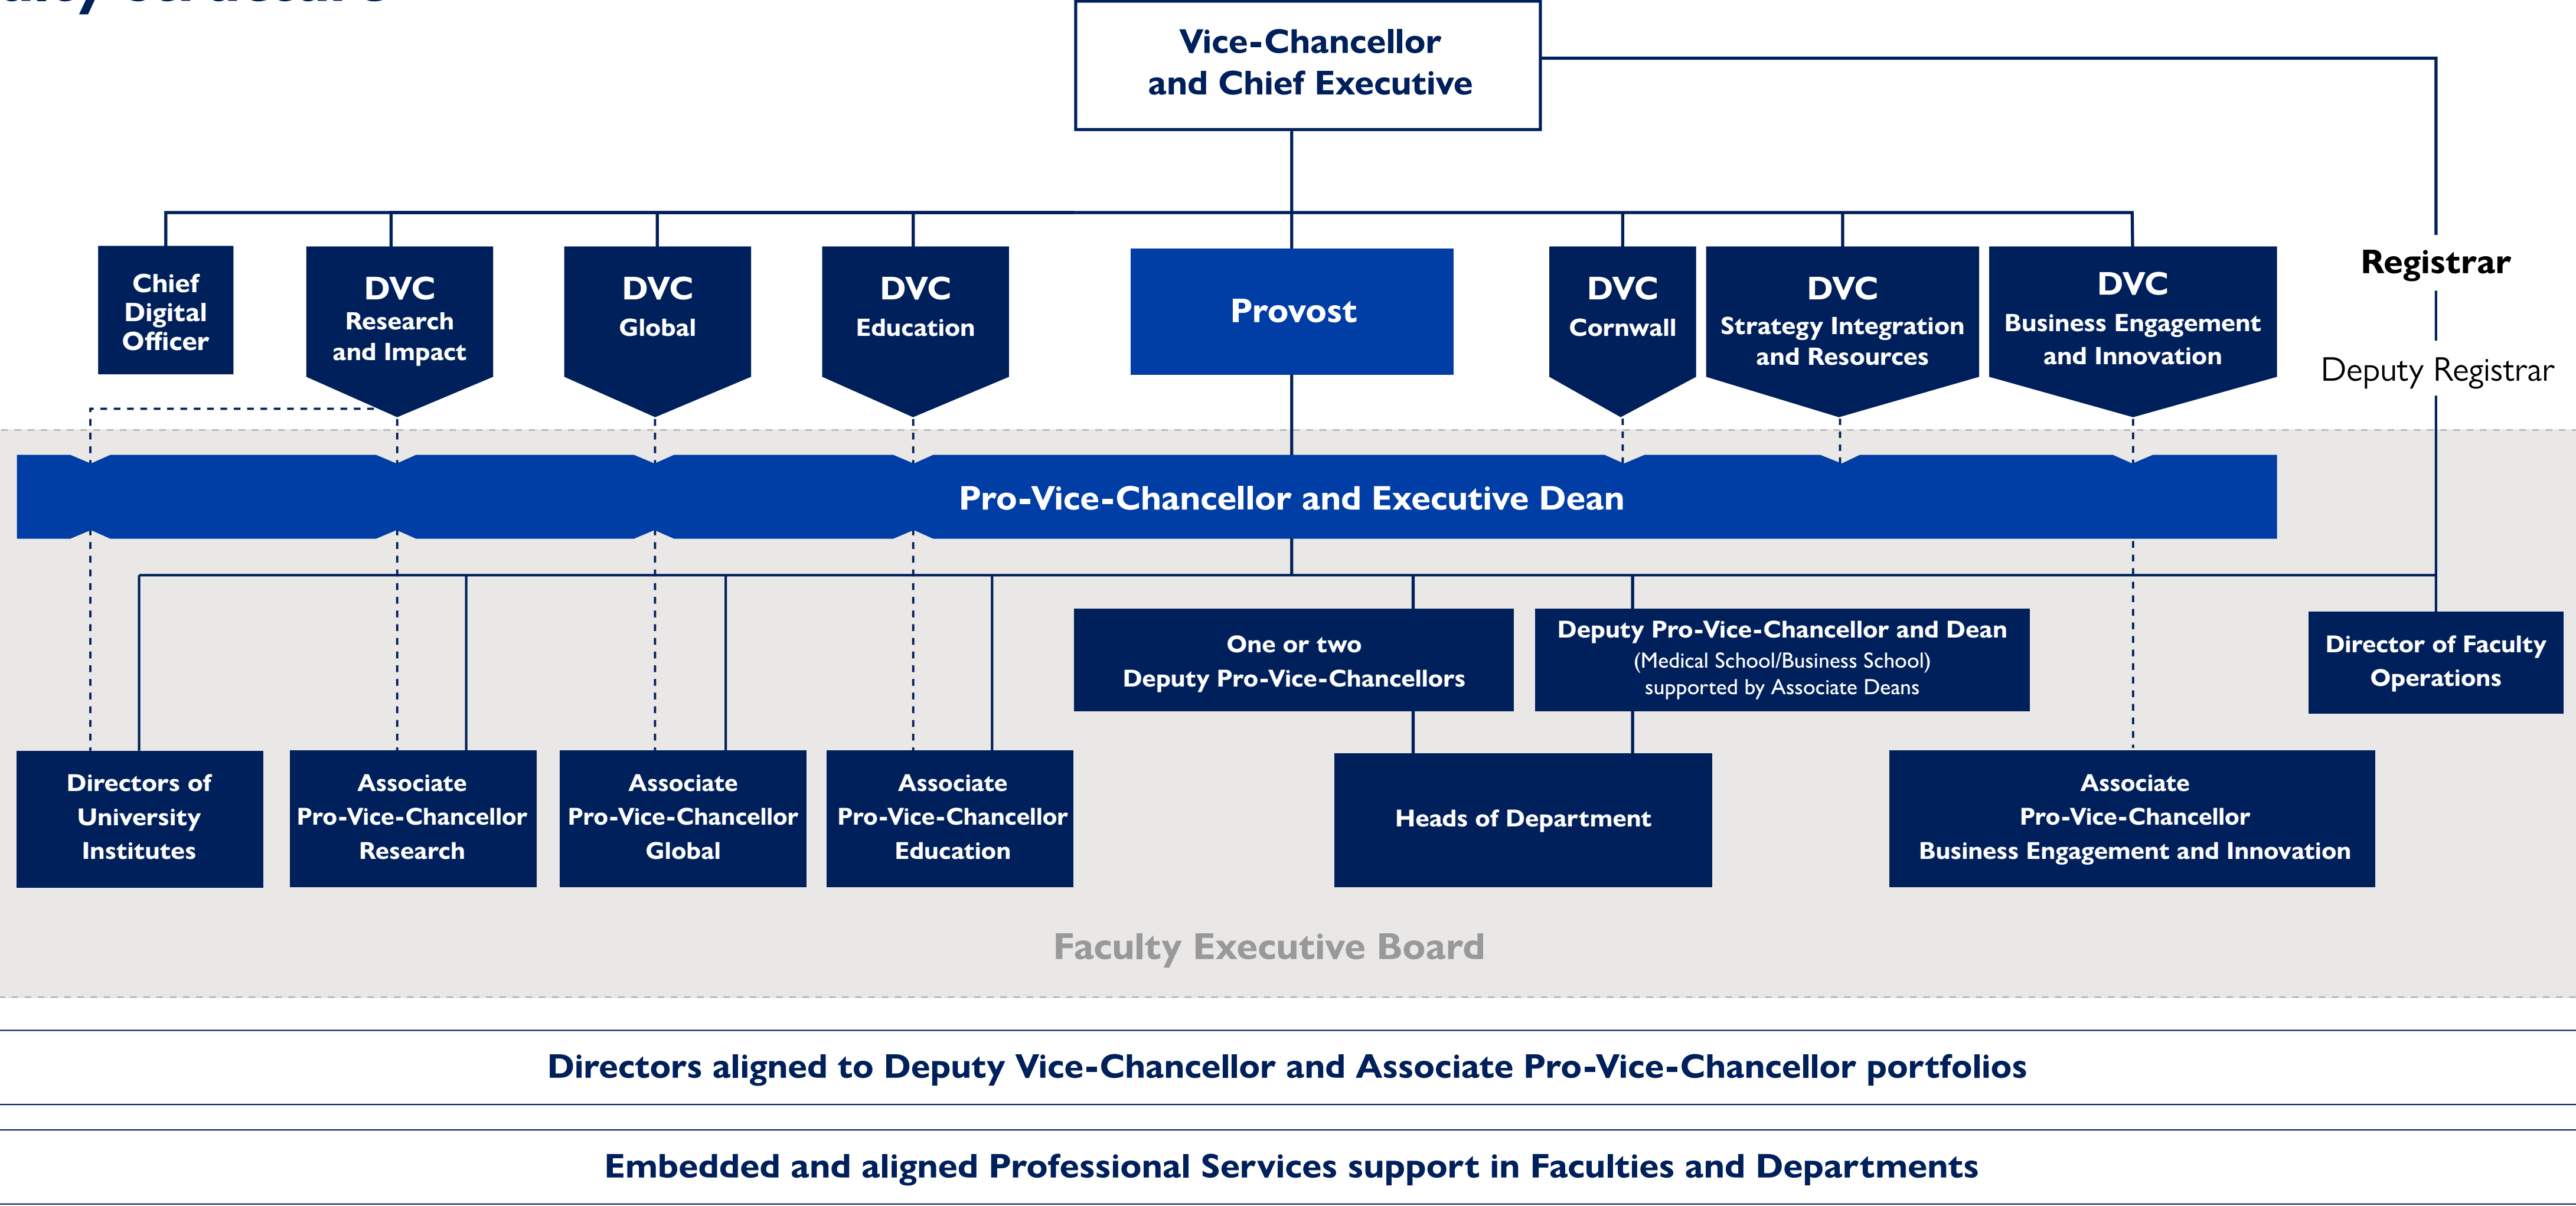 Vice-Chancellor
and Chief Executive
Chief
Digital
Officer
DVC
Research
and Impact
DVC
Global
DVC
Education
Provost
DVC
Cornwall
DVC
Strategy Integration
and Resources
DVC
Business Engagement
and Innovation
Registrar
Deputy Registrar
Pro-Vice-Chancellor and Executive Dean
One or two
Deputy Pro-Vice-Chancellors
Deputy Pro-Vice-Chancellor and Dean
(Medical School/Business School)
supported by Associate Deans
Director of Faculty
Operations
Directors of
University
Institutes
Associate
Pro-Vice-Chancellor
Research
Associate
Pro-Vice-Chancellor
Global
Associate
Pro-Vice-Chancellor
Education
Heads of Department
Associate
Pro-Vice-Chancellor
Business Engagement and Innovation
Faculty Executive Board
Directors aligned to Deputy Vice-Chancellor and Associate Pro-Vice-Chancellor portfolios
Embedded and aligned Professional Services support in Faculties and Departments